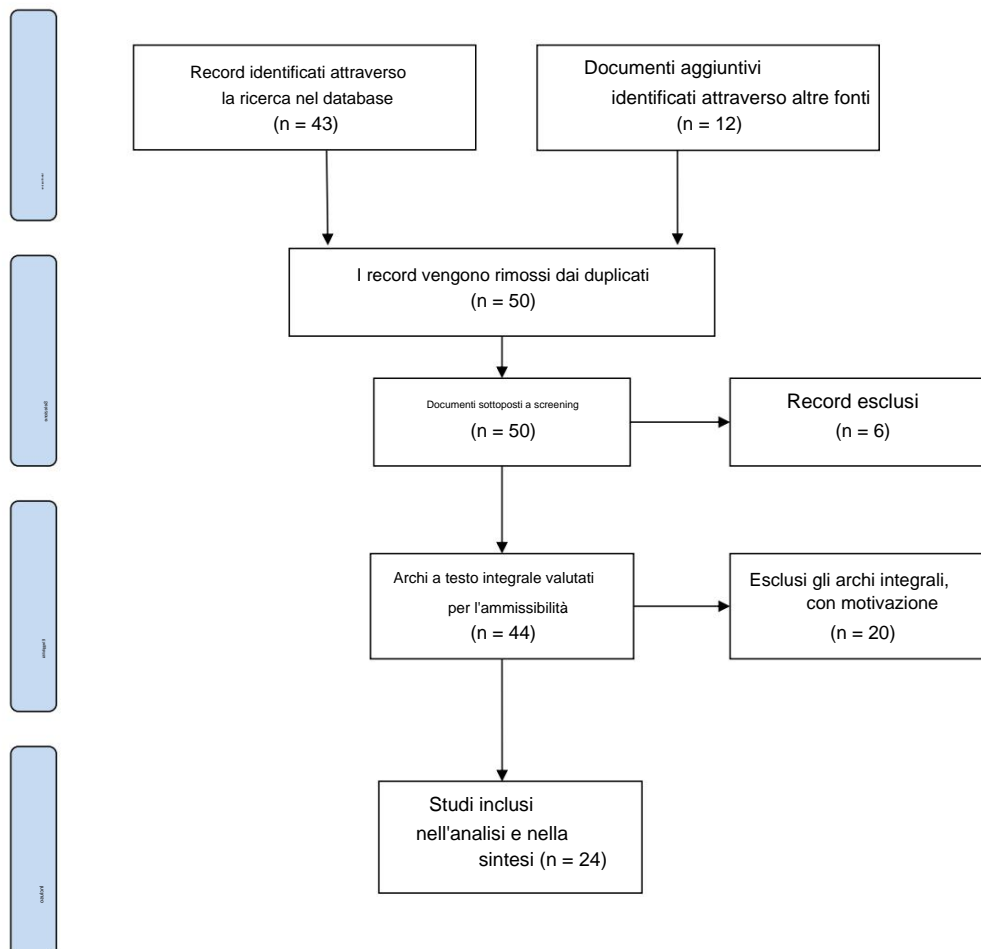 Record identificati attraverso
la ricerca nel database
(n = 43)
Documenti aggiuntivi
identificati attraverso altre fonti
(n = 12)
I record vengono rimossi dai duplicati
(n = 50)
Documenti sottoposti a screening
(n = 50)
Record esclusi
(n = 6)
Archi a testo integrale valutati
per l'ammissibilità
(n = 44)
Esclusi gli archi integrali,
con motivazione
(n = 20)
Studi inclusi
nell'analisi e nella
sintesi (n = 24)